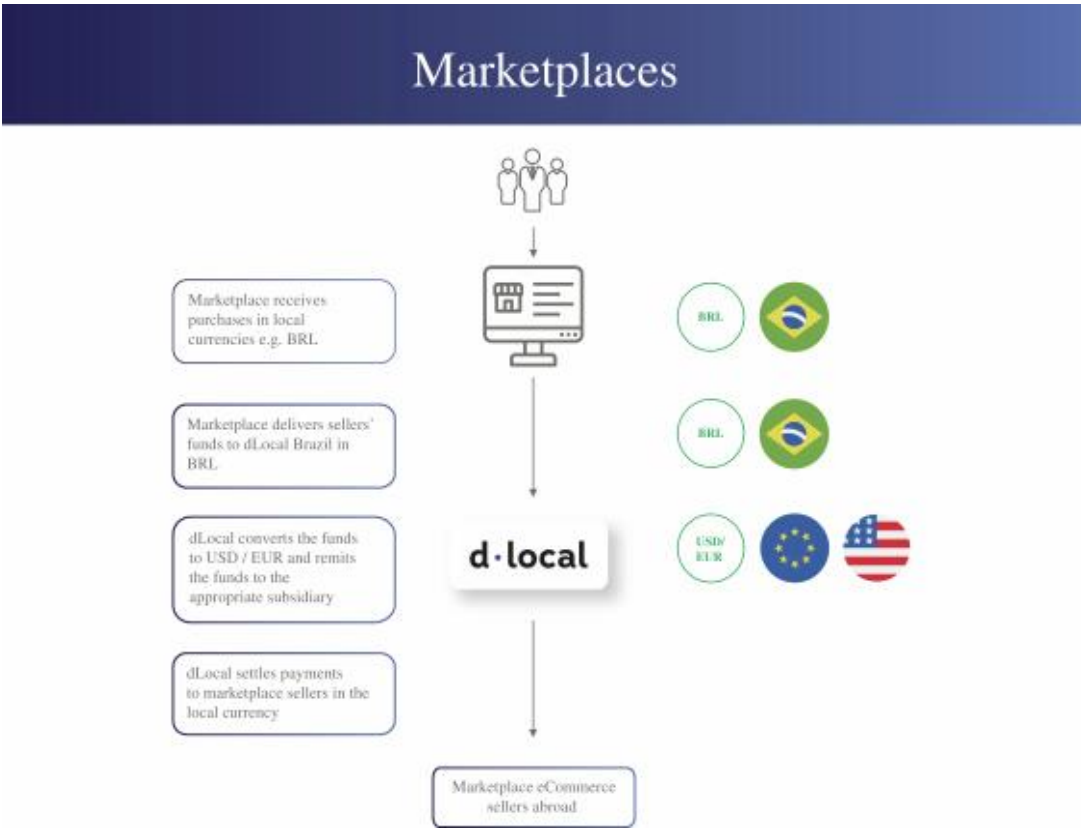 Marketplaces
Marketplace receives
purchases in local
currencies e.g. BRL
BRL
Marketplace delivers sellers'
funds to dLocal Brazil in
BRL
BRL
dLocal converts the funds
to USD / EUR and remits
the funds to the
appropriate subsidiary
d·local
USD/
EUR
dLocal settles payments
to marketplace sellers in the
local currency
Marketplace eCommerce
sellers abroad